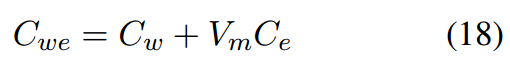 C_{we} = C_w + V_m C_e (18)